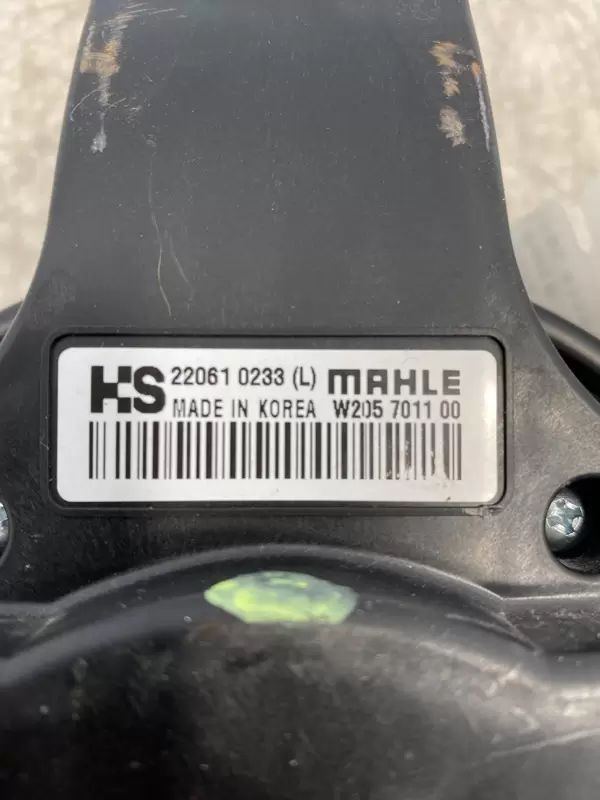 HS 22061 0233 (L) MAHLE
MADE IN KOREA W205 7011 00